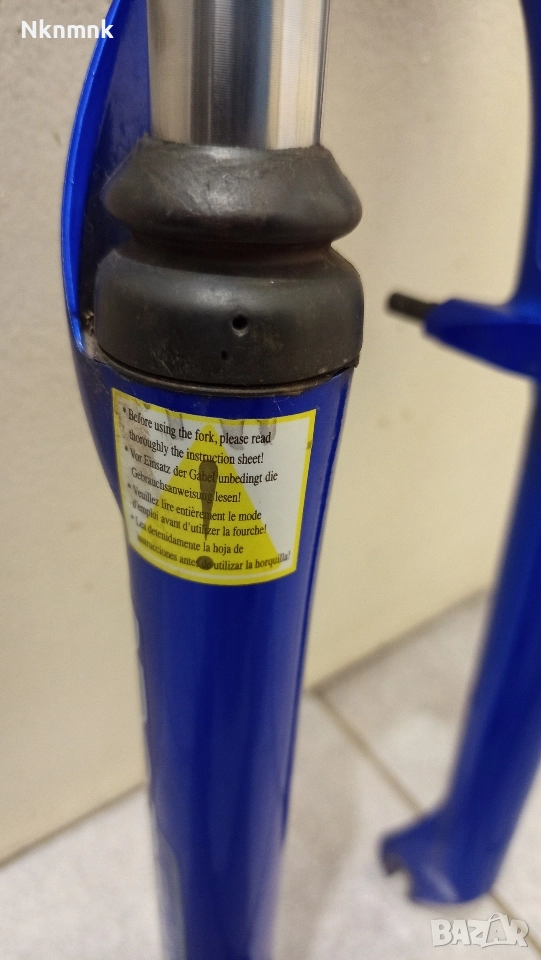 Nknmnk
• Before using the fork, please read
thoroughly the instruction sheet!
• Vor Einsatz der Gabel unbedingt die
Gebrauchsanweisung lesen!
• Veuillez lire entièrement le mode
d'emploi avant d'utilizer la fourche!
• Lea detenidamente la hoja de
instrucciones antes de utilizar la horquilla!
BAZAR